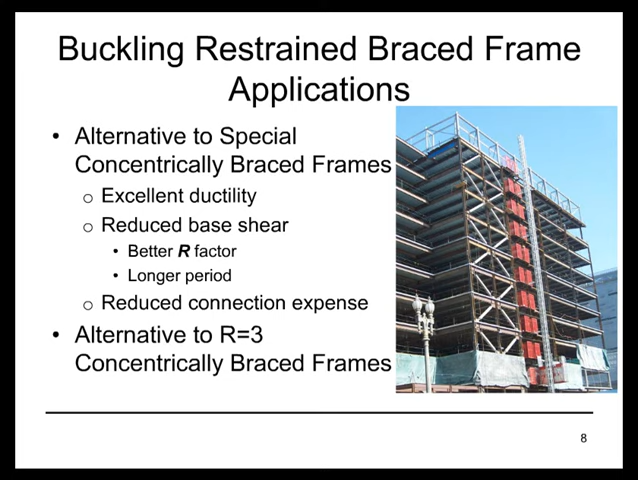 Buckling Restrained Braced Frame
Applications
• Alternative to Special
Concentrically Braced Frames
o Excellent ductility
o Reduced base shear
• Better R factor
• Longer period
o Reduced connection expense
• Alternative to R=3
Concentrically Braced Frames
8